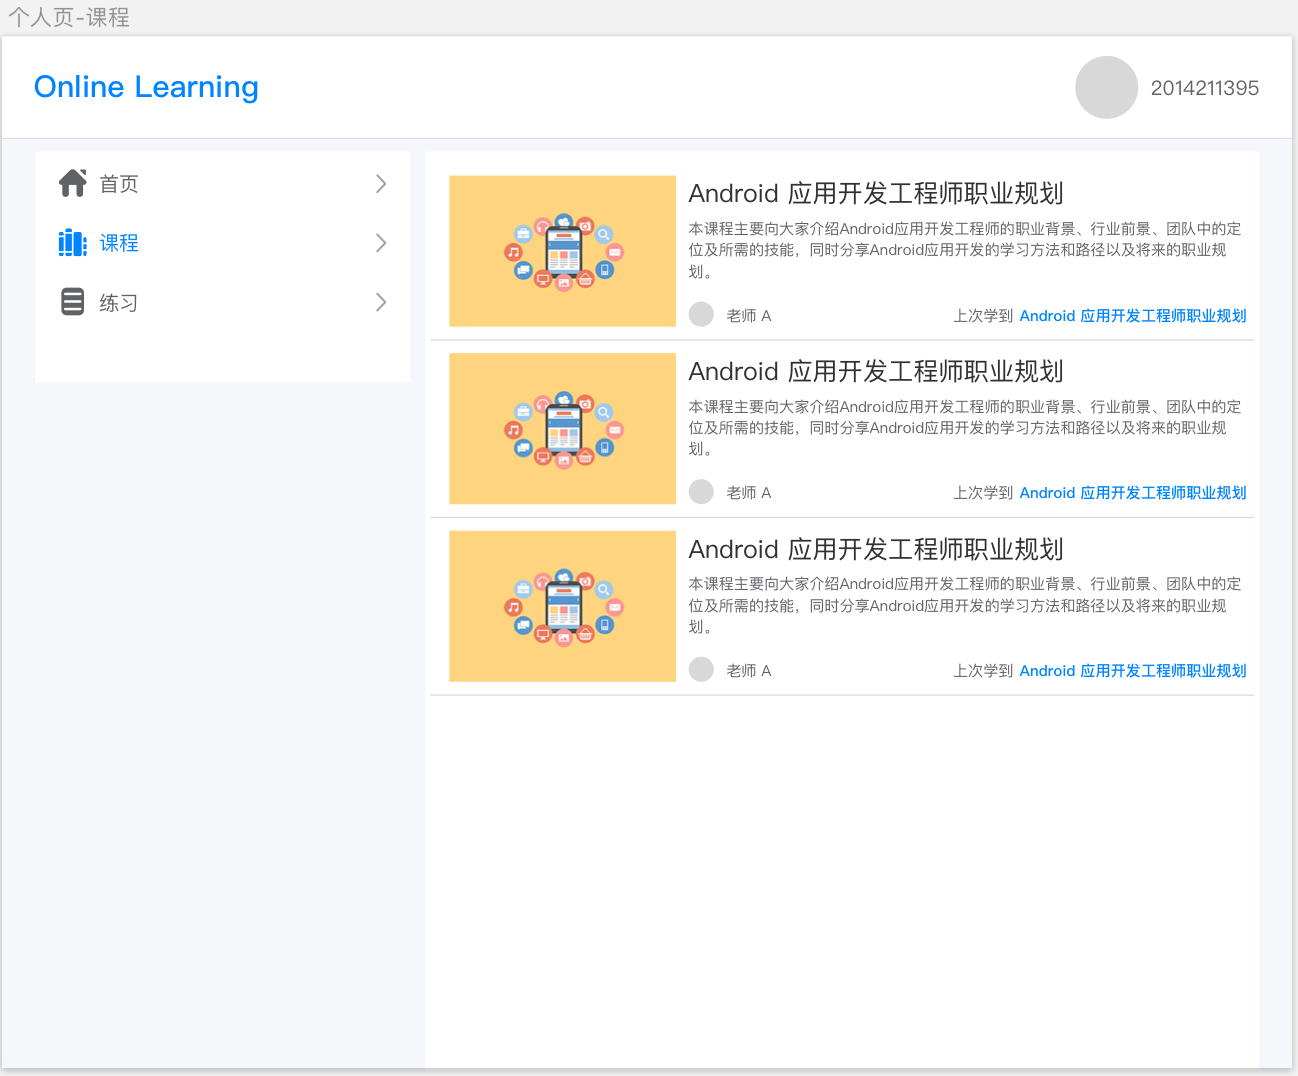 个人页-课程
Online Learning
2014211395
首页
课程
练习
Android 应用开发工程师职业规划
本课程主要向大家介绍Android应用开发工程师的职业背景、行业前景、团队中的定
位及所需的技能，同时分享Android应用开发的学习方法和路径以及将来的职业规
划。
老师 A
上次学到 Android 应用开发工程师职业规划
Android 应用开发工程师职业规划
本课程主要向大家介绍Android应用开发工程师的职业背景、行业前景、团队中的定
位及所需的技能，同时分享Android应用开发的学习方法和路径以及将来的职业规
划。
老师 A
上次学到 Android 应用开发工程师职业规划
Android 应用开发工程师职业规划
本课程主要向大家介绍Android应用开发工程师的职业背景、行业前景、团队中的定
位及所需的技能，同时分享Android应用开发的学习方法和路径以及将来的职业规
划。
老师 A
上次学到 Android 应用开发工程师职业规划